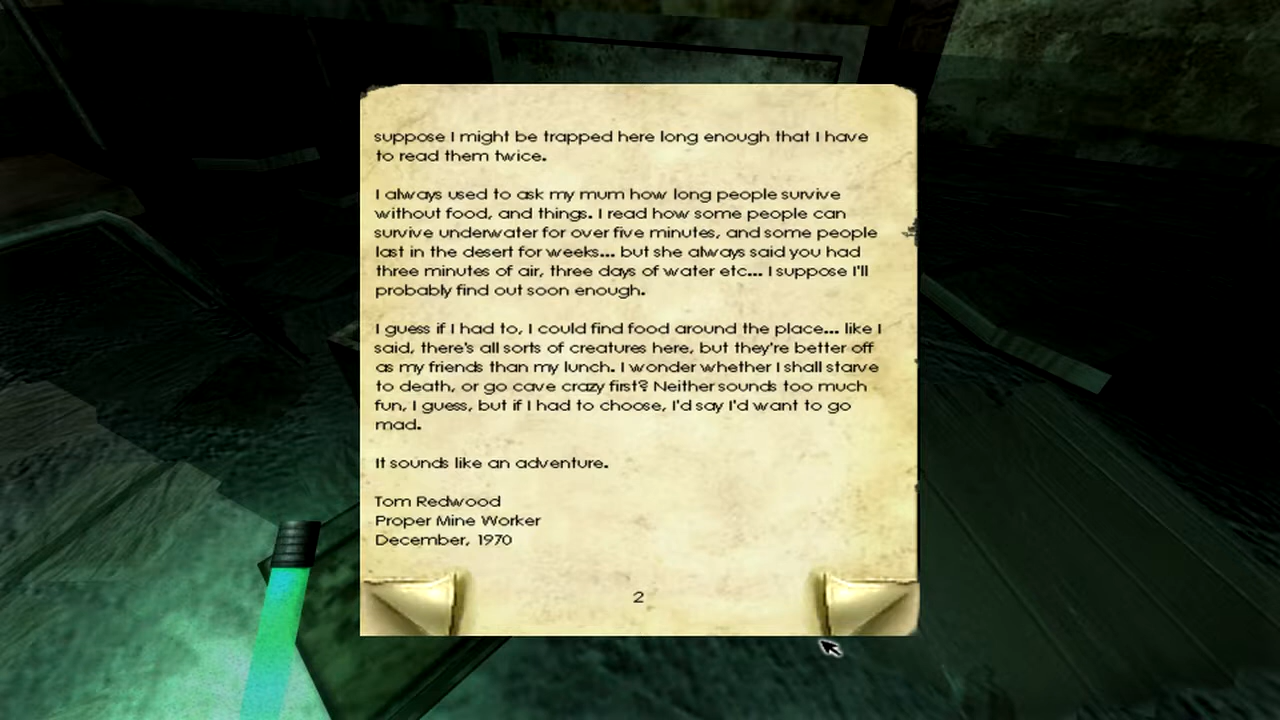 suppose I might be trapped here long enough that I have
to read them twice.
I always used to ask my mum how long people survive
without food, and things. I read how some people can
survive underwater for over five minutes, and some people
last in the desert for weeks... but she always said you had
three minutes of air, three days of water etc... I suppose I'll
probably find out soon enough.
I guess if I had to, I could find food around the place... like I
said, there's all sorts of creatures here, but they're better off
as my friends than my lunch. I wonder whether I shall starve
to death, or go cave crazy first? Neither sounds too much
fun, I guess, but if I had to choose, I'd say I'd want to go
mad.
It sounds like an adventure.
Tom Redwood
Proper Mine Worker
December, 1970
2